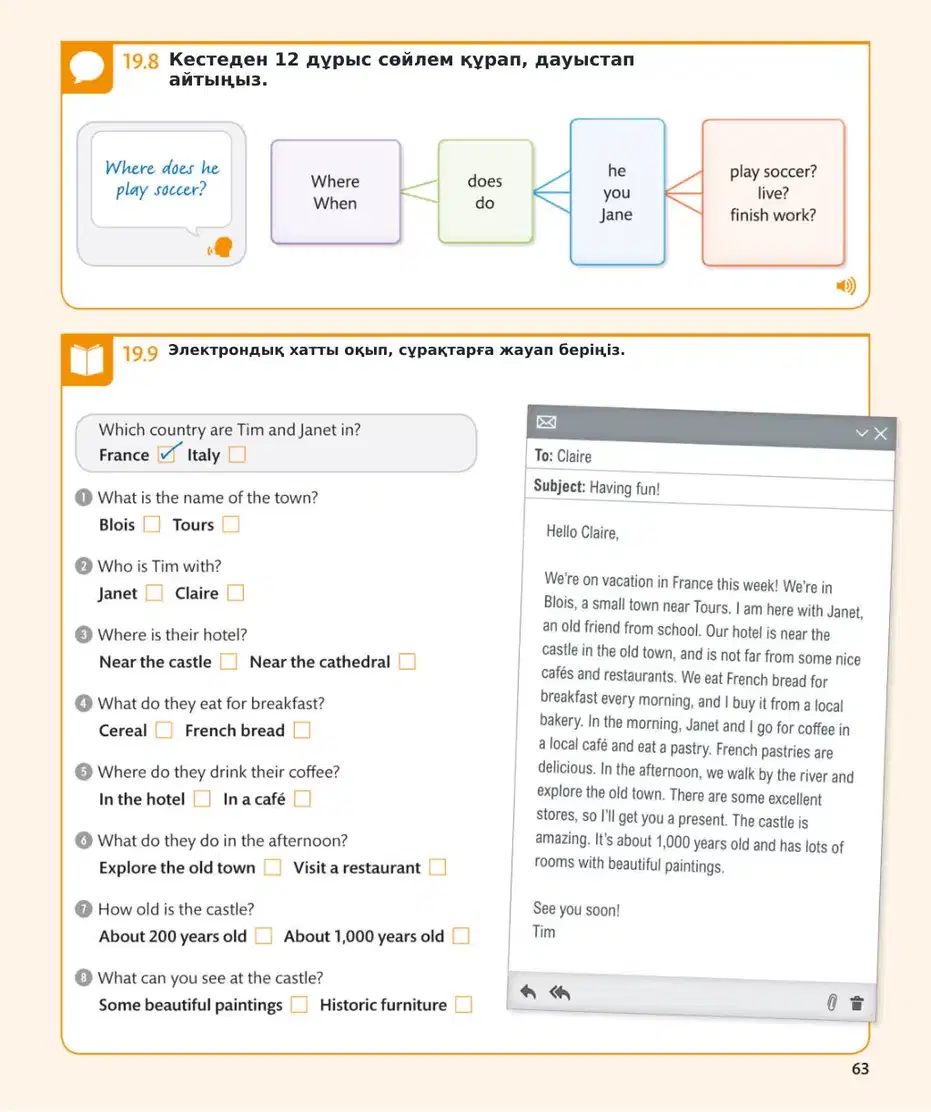 19.8 Кестеден 12 дұрыс сөйлем құрап, дауыстап
айтыңыз.
Where does he
play soccer?
Where
When
does
do
he
you
Jane
play soccer?
live?
finish work?
19.9 Электрондық хатты оқып, сұрақтарға жауап беріңіз.
Which country are Tim and Janet in?
France Italy
1 What is the name of the town?
Blois Tours
2 Who is Tim with?
Janet Claire
3 Where is their hotel?
Near the castle Near the cathedral
4 What do they eat for breakfast?
Cereal French bread
5 Where do they drink their coffee?
In the hotel In a café
6 What do they do in the afternoon?
Explore the old town Visit a restaurant
7 How old is the castle?
About 200 years old About 1,000 years old
8 What can you see at the castle?
Some beautiful paintings Historic furniture
To: Claire
Subject: Having fun!
Hello Claire,
We're on vacation in France this week! We're in
Blois, a small town near Tours. I am here with Janet,
an old friend from school. Our hotel is near the
castle in the old town, and is not far from some nice
cafés and restaurants. We eat French bread for
breakfast every morning, and I buy it from a local
bakery. In the morning, Janet and I go for coffee in
a local café and eat a pastry. French pastries are
delicious. In the afternoon, we walk by the river and
explore the old town. There are some excellent
stores, so I'll get you a present. The castle is
amazing. It's about 1,000 years old and has lots of
rooms with beautiful paintings.
See you soon!
Tim
63